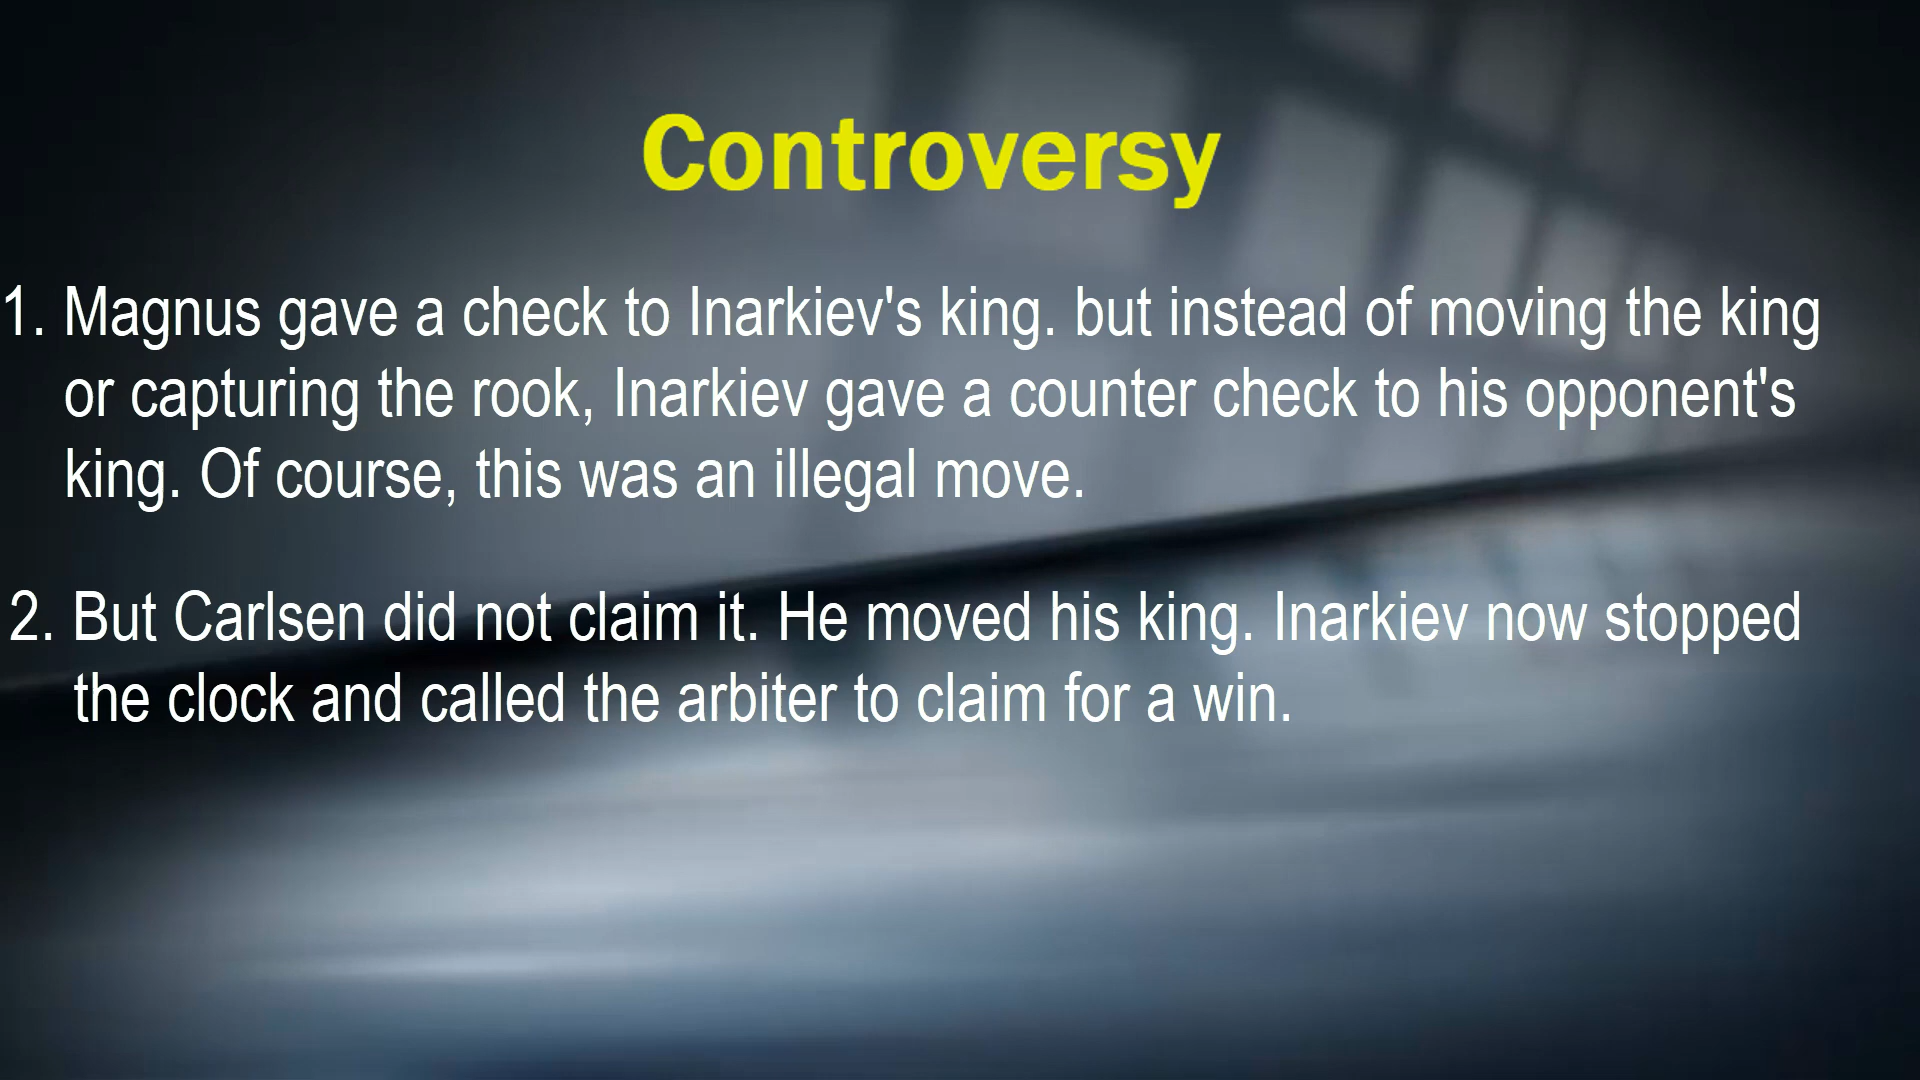 Controversy
1. Magnus gave a check to Inarkiev's king. but instead of moving the king
or capturing the rook, Inarkiev gave a counter check to his opponent's
king. Of course, this was an illegal move.
2. But Carlsen did not claim it. He moved his king. Inarkiev now stopped
the clock and called the arbiter to claim for a win.